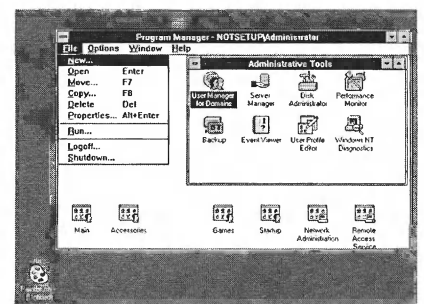 Program Manager - NOTSETUP\Administrator
File Options Window Help
New...
Open Enter
Move... F7
Copy... F8
Delete Del
Properties... Alt+Enter
Run...
Logoff...
Shutdown...
Administrative Tools
User Manager for Domains
Server Manager
Disk Administrator
Performance Monitor
Backup
Event Viewer
User Profile Editor
Windows NT Diagnostics
Main
Accessories
Games
Startup
Network Administration
Remote Access Service